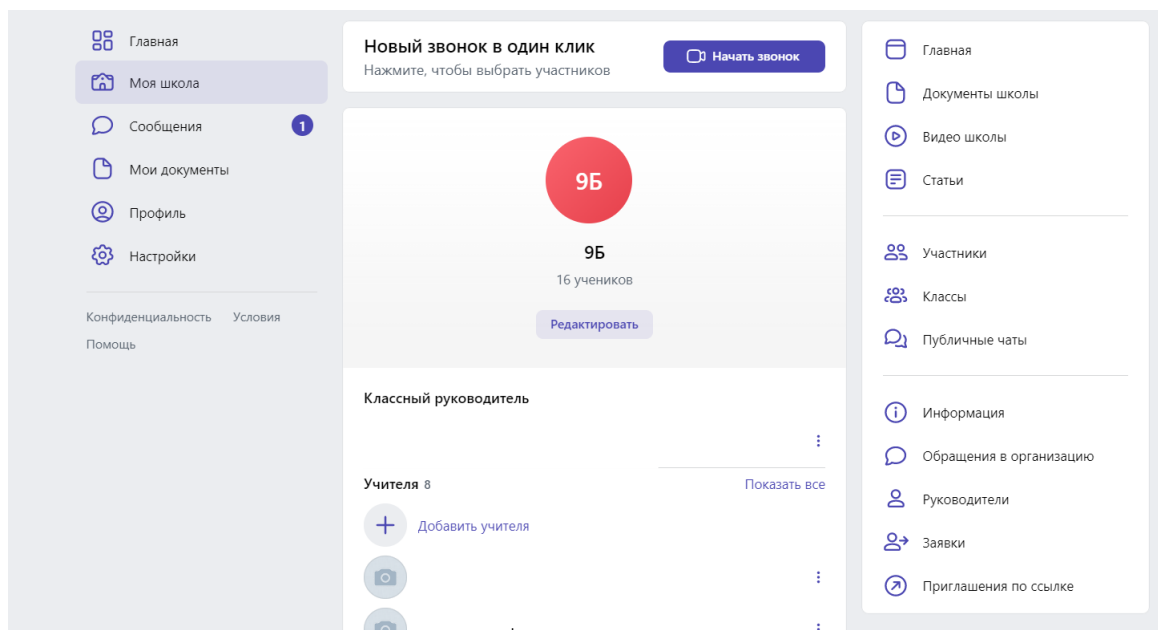 Главная
Моя школа
Сообщения 1
Мои документы
Профиль
Настройки
Конфиденциальность Условия
Помощь
Новый звонок в один клик
Нажмите, чтобы выбрать участников
Начать звонок
9Б
9Б
16 учеников
Редактировать
Классный руководитель
Учителя 8
Показать все
Добавить учителя
Главная
Документы школы
Видео школы
Статьи
Участники
Классы
Публичные чаты
Информация
Обращения в организацию
Руководители
Заявки
Приглашения по ссылке